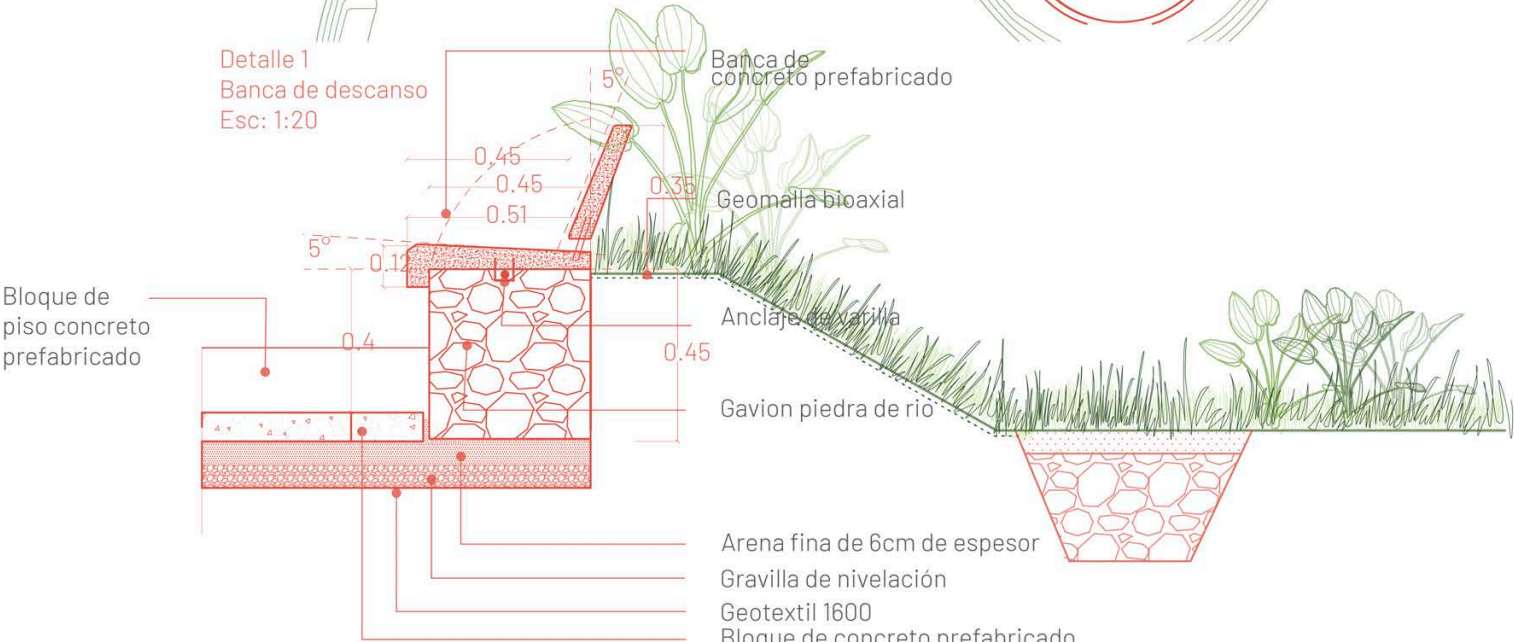 Detalle 1
Banca de descanso
Esc: 1:20
Banca de
concreto prefabricado
5°
0.45
0.45
0.35
Geomalla bioaxial
0.51
5°
0.12
Bloque de
piso concreto
prefabricado
Anclaje de varilla
0.4
0.45
Gavion piedra de rio
Arena fina de 6cm de espesor
Gravilla de nivelación
Geotextil 1600
Bloque de concreto prefabricado